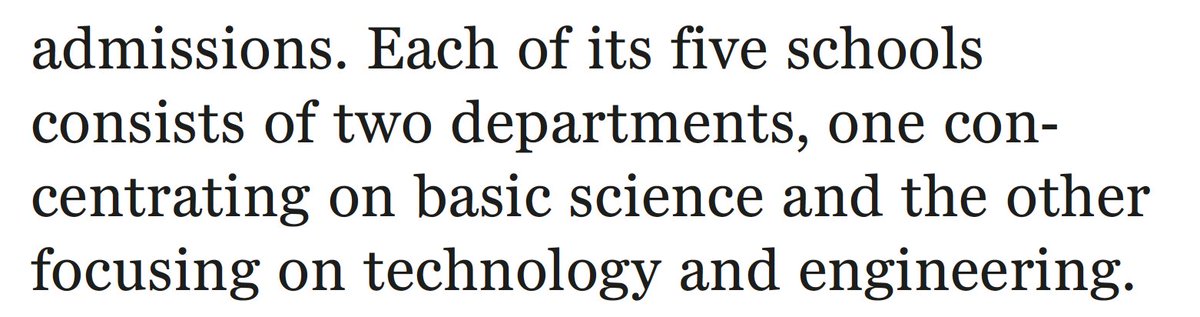 admissions. Each of its five schools
consists of two departments, one con-
centrating on basic science and the other
focusing on technology and engineering.